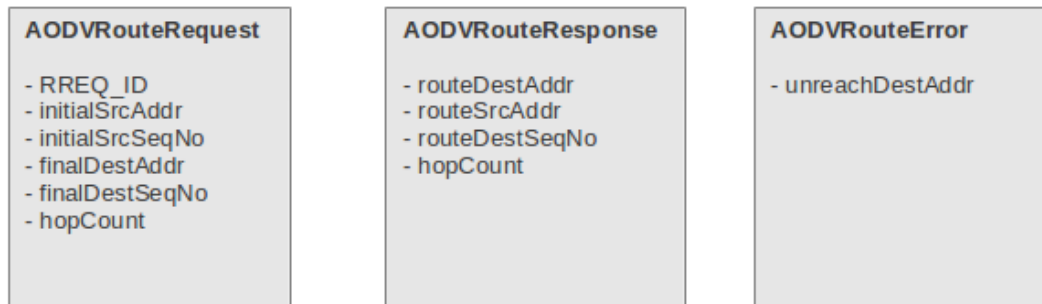 AODVRouteRequest
- RREQ_ID
- initialSrcAddr
- initialSrcSeqNo
- finalDestAddr
- finalDestSeqNo
- hopCount
AODVRouteResponse
- routeDestAddr
- routeSrcAddr
- routeDestSeqNo
- hopCount
AODVRouteError
- unreachDestAddr